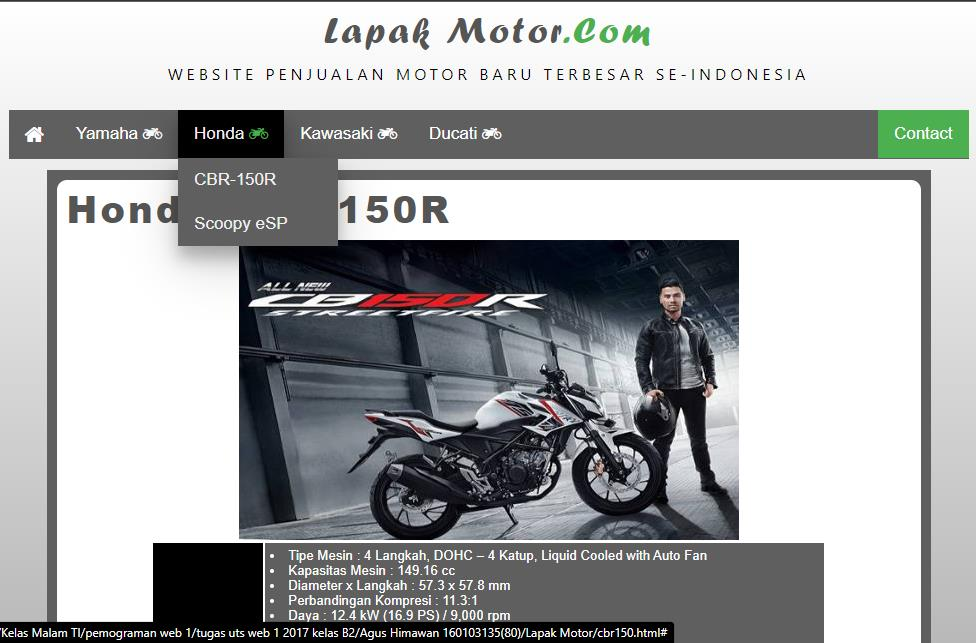 Lapak Motor.Com
WEBSITE PENJUALAN MOTOR BARU TERBESAR SE-INDONESIA
Yamaha Honda Kawasaki Ducati Contact
CBR-150R
Scoopy eSP
Hond 150R
ALL NEW
CB150R
STREETFIRE
• Tipe Mesin : 4 Langkah, DOHC – 4 Katup, Liquid Cooled with Auto Fan
• Kapasitas Mesin : 149.16 cc
• Diameter x Langkah : 57.3 x 57.8 mm
• Perbandingan Kompresi : 11.3:1
• Daya : 12.4 kW (16.9 PS) / 9,000 rpm
/Kelas Malam TI/pemograman web 1/tugas uts web 1 2017 kelas B2/Agus Himawan 160103135(80)/Lapak Motor/cbr150.html#